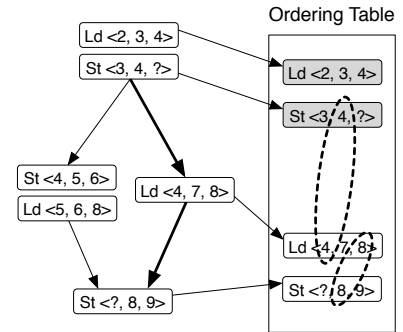 Ordering Table
Ld <2, 3, 4>
St <3, 4, ?>
Ld <2, 3, 4>
St <3, 4, ?>
St <4, 5, 6>
Ld <5, 6, 8>
Ld <4, 7, 8>
Ld <4, 7, 8>
St <?, 8, 9>
St <?, 8, 9>